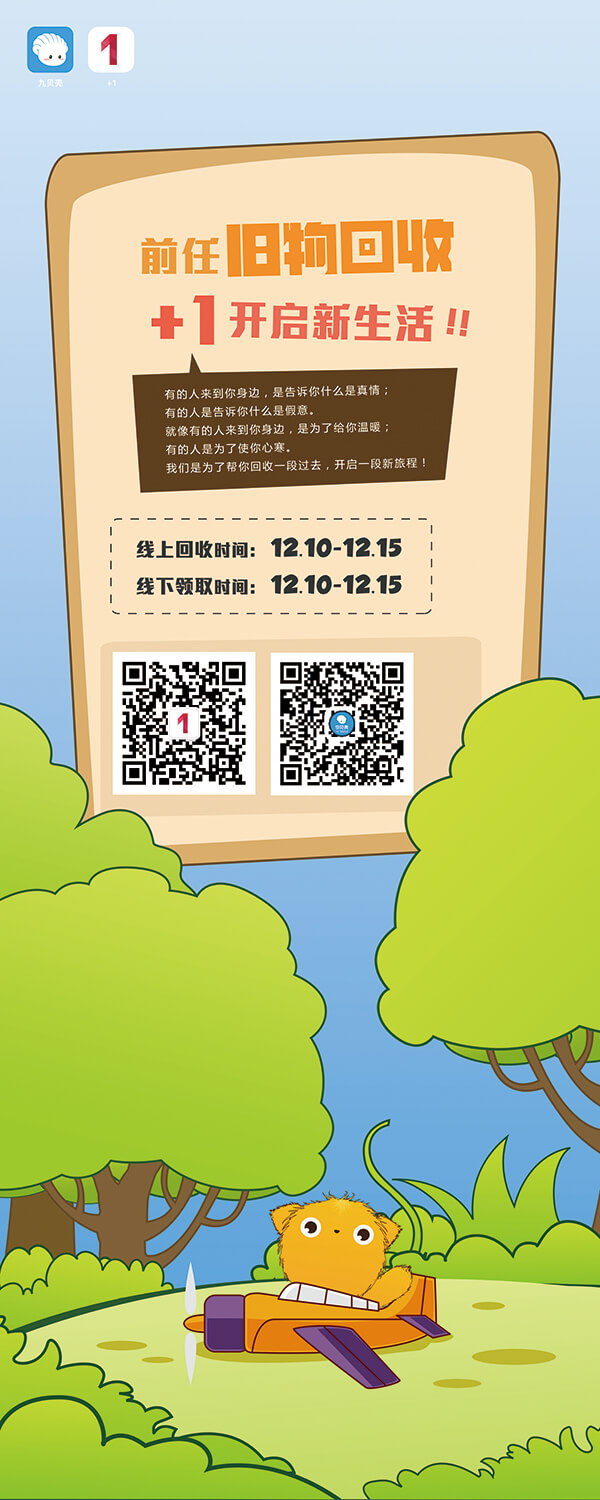 九贝壳
+1
1
前任旧物回收
+1开启新生活!!
有的人来到你身边，是告诉你什么是真情；
有的人是告诉你什么是假意。
就像有的人来到你身边，是为了给你温暖；
有的人是为了使你心寒。
我们是为了帮你回收一段过去，开启一段新旅程！
线上回收时间：12.10-12.15
线下领取时间：12.10-12.15
1